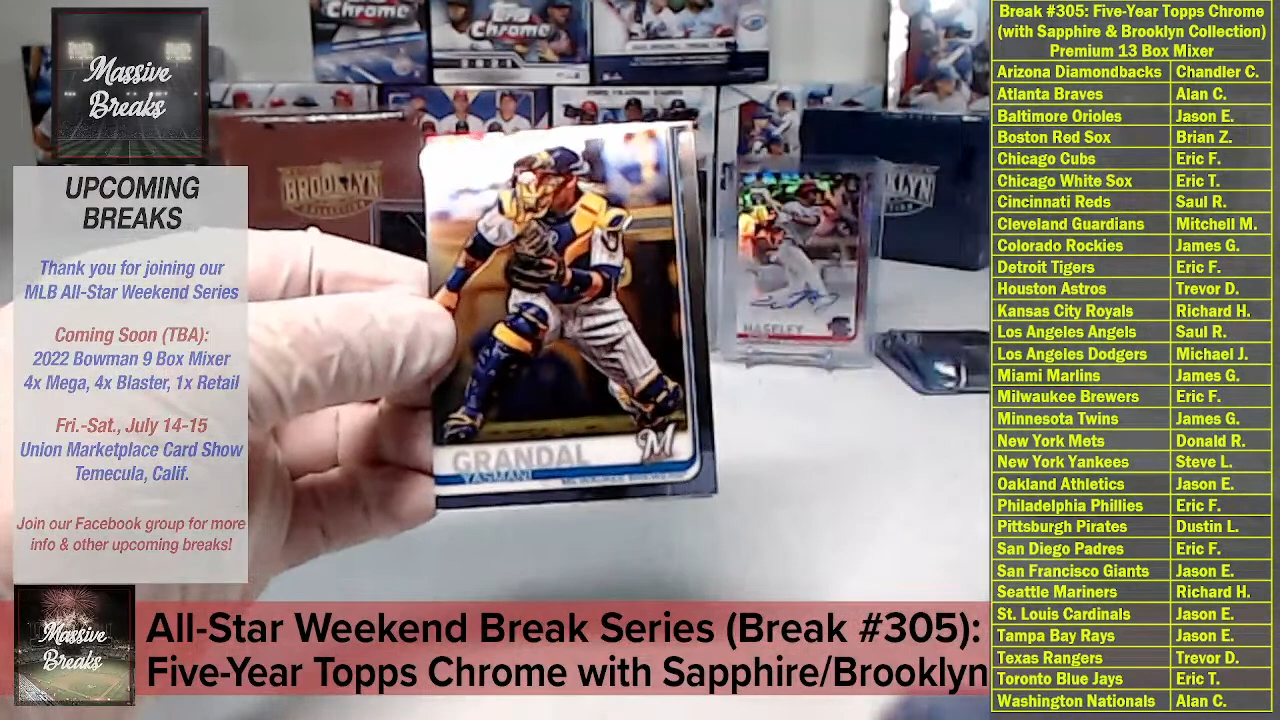 Massive
Breaks
UPCOMING
BREAKS
Thank you for joining our
MLB All-Star Weekend Series
Coming Soon (TBA):
2022 Bowman 9 Box Mixer
4x Mega, 4x Blaster, 1x Retail
Fri.-Sat., July 14-15
Union Marketplace Card Show
Temecula, Calif.
Join our Facebook group for more
info & other upcoming breaks!
Chrome
Topps
Chrome
BROOKLYN
GRANDAL
YASMANI
MILWAUKEE BREWERS
M
HASELEY
Massive
Breaks
All-Star Weekend Break Series (Break #305):
Five-Year Topps Chrome with Sapphire/Brooklyn
Break #305: Five-Year Topps Chrome
(with Sapphire & Brooklyn Collection)
Premium 13 Box Mixer
Arizona Diamondbacks Chandler C.
Atlanta Braves Alan C.
Baltimore Orioles Jason E.
Boston Red Sox Brian Z.
Chicago Cubs Eric F.
Chicago White Sox Eric T.
Cincinnati Reds Saul R.
Cleveland Guardians Mitchell M.
Colorado Rockies James G.
Detroit Tigers Eric F.
Houston Astros Trevor D.
Kansas City Royals Richard H.
Los Angeles Angels Saul R.
Los Angeles Dodgers Michael J.
Miami Marlins James G.
Milwaukee Brewers Eric F.
Minnesota Twins James G.
New York Mets Donald R.
New York Yankees Steve L.
Oakland Athletics Jason E.
Philadelphia Phillies Eric F.
Pittsburgh Pirates Dustin L.
San Diego Padres Eric F.
San Francisco Giants Jason E.
Seattle Mariners Richard H.
St. Louis Cardinals Jason E.
Tampa Bay Rays Jason E.
Texas Rangers Trevor D.
Toronto Blue Jays Eric T.
Washington Nationals Alan C.